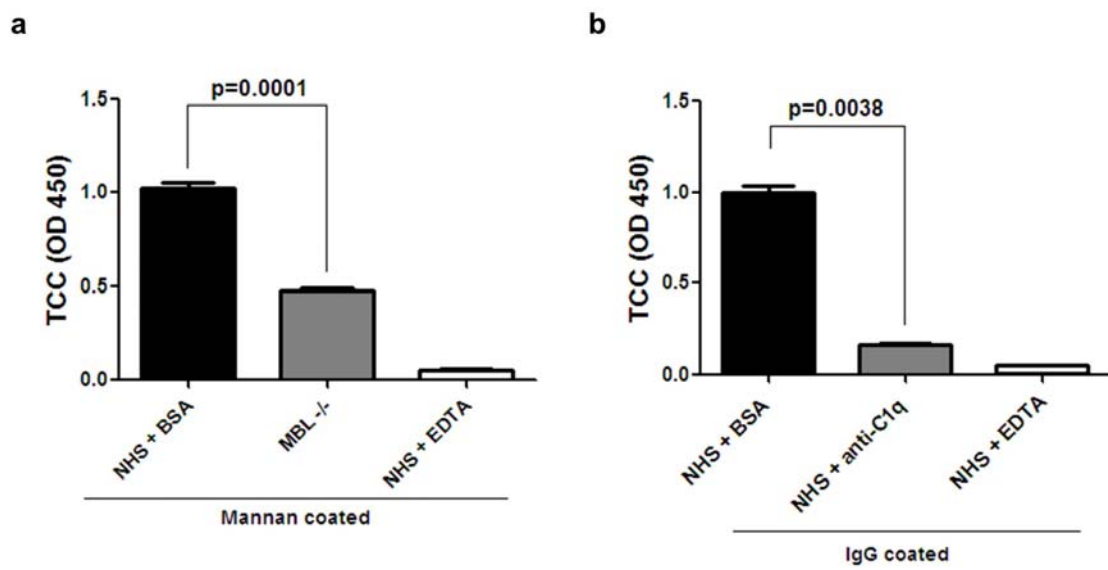 a
p=0.0001
1.5
1.0
0.5
0.0
TCC (OD 450)
NHS + BSA
MBL -/-
NHS + EDTA
Mannan coated
b
p=0.0038
1.5
1.0
0.5
0.0
TCC (OD 450)
NHS + BSA
NHS + anti-C1q
NHS + EDTA
IgG coated